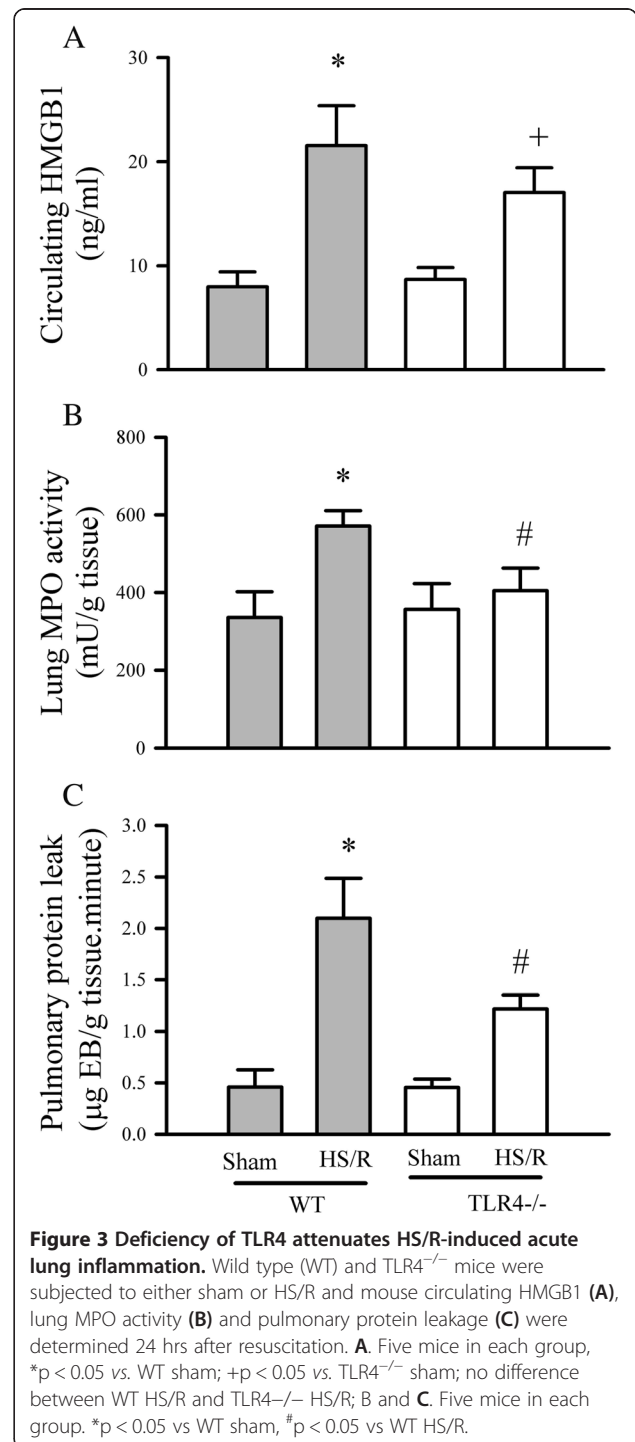 A
Circulating HMGB1
(ng/ml)
30
20
10
0
*
+
B
Lung MPO activity
(mU/g tissue)
800
600
400
200
0
*
#
C
Pulmonary protein leak
(µg EB/g tissue.minute)
3.0
2.5
2.0
1.5
1.0
0.5
0.0
*
#
Sham HS/R Sham HS/R
WT TLR4-/-
Figure 3 Deficiency of TLR4 attenuates HS/R-induced acute
lung inflammation. Wild type (WT) and TLR4−/− mice were
subjected to either sham or HS/R and mouse circulating HMGB1 (A),
lung MPO activity (B) and pulmonary protein leakage (C) were
determined 24 hrs after resuscitation. A. Five mice in each group,
*p < 0.05 vs. WT sham; +p < 0.05 vs. TLR4−/− sham; no difference
between WT HS/R and TLR4−/− HS/R; B and C. Five mice in each
group. *p < 0.05 vs WT sham, #p < 0.05 vs WT HS/R.